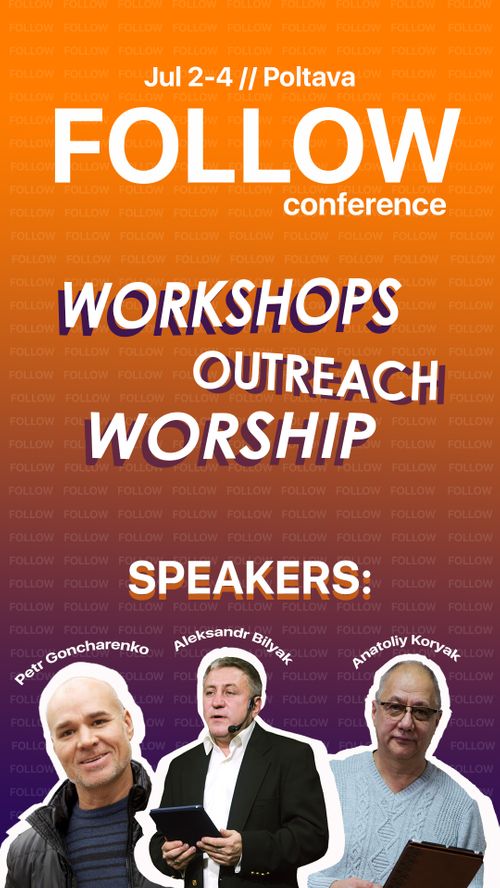 Jul 2-4 // Poltava
FOLLOW
conference
WORKSHOPS
OUTREACH
WORSHIP
SPEAKERS:
Petr Goncharenko
Aleksandr Bilyak
Anatoliy Koryak